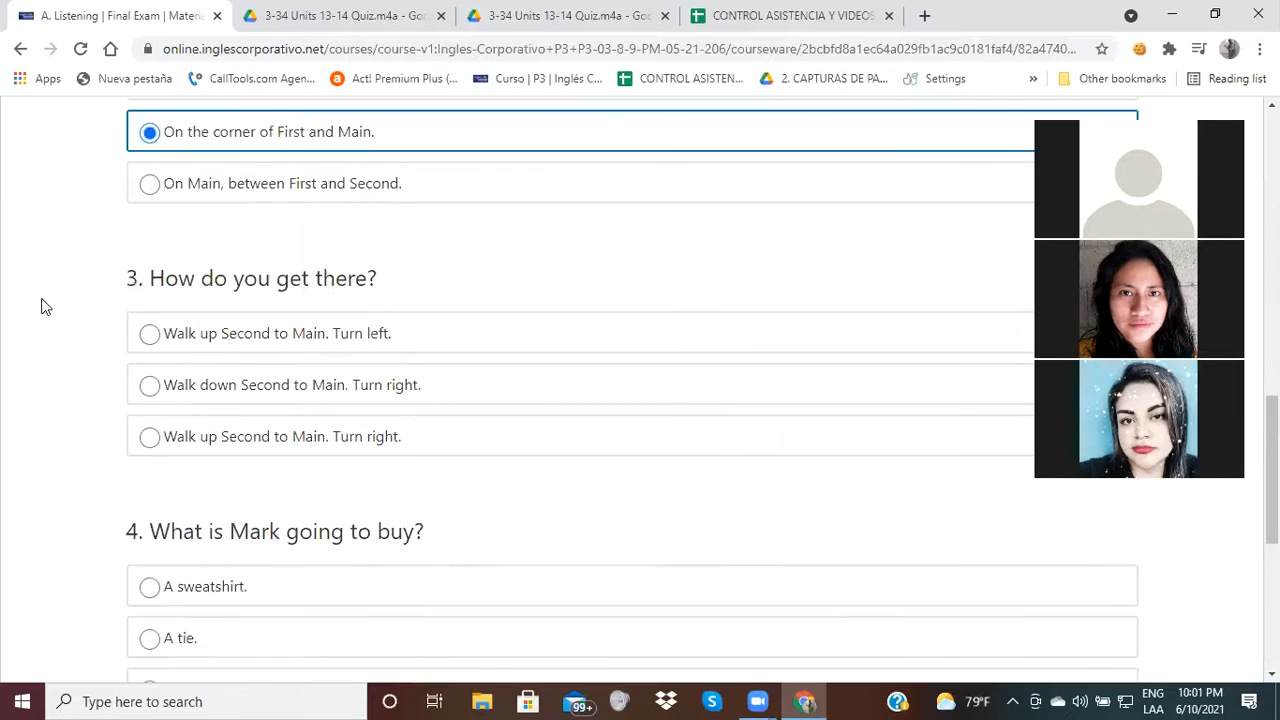 A. Listening | Final Exam | Materia
3-34 Units 13-14 Quiz.m4a - Go
3-34 Units 13-14 Quiz.m4a - Go
CONTROL ASISTENCIA Y VIDEOS
online.inglescorporativo.net/courses/course-v1:Ingles-Corporativo+P3+P3-03-8-9-PM-05-21-206/courseware/2bcbfd8a1ec64a029fb1ac9c0181faf4/82a4740...
Apps
Nueva pestaña
CallTools.com Agen...
Act! Premium Plus (...
Curso | P3 | Inglés C...
CONTROL ASISTEN...
2. CAPTURAS DE PA...
Settings
»
Other bookmarks
Reading list
On the corner of First and Main.
On Main, between First and Second.
3. How do you get there?
Walk up Second to Main. Turn left.
Walk down Second to Main. Turn right.
Walk up Second to Main. Turn right.
4. What is Mark going to buy?
A sweatshirt.
A tie.
Type here to search
99+
79°F
ENG
LAA
10:01 PM
6/10/2021